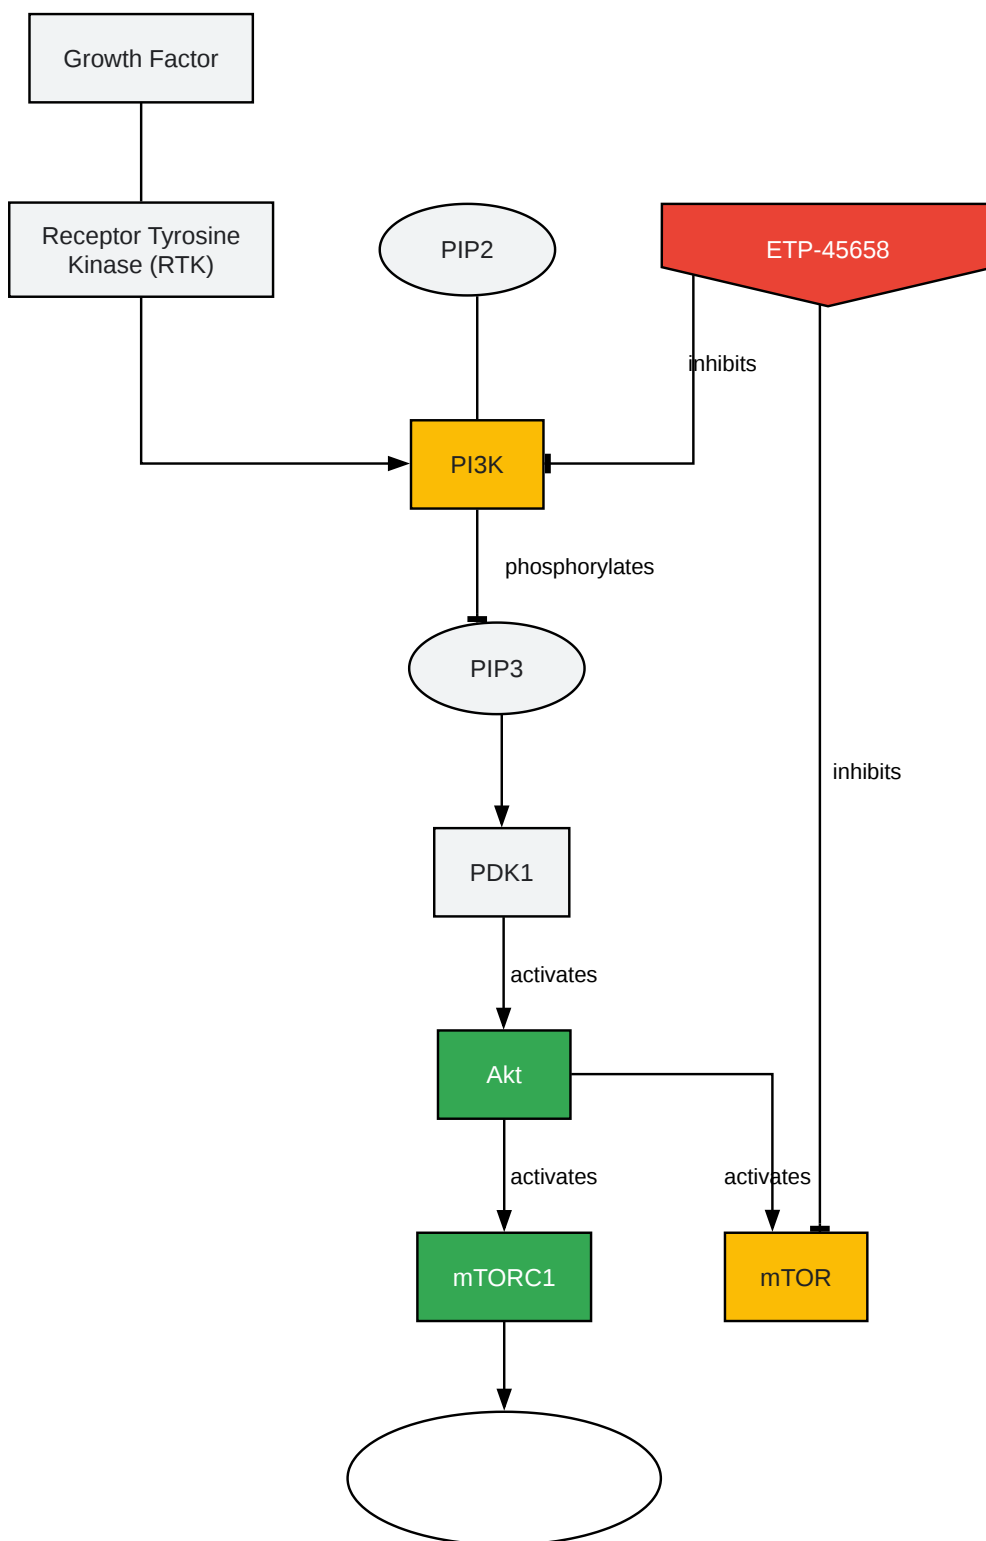 Growth Factor
Receptor Tyrosine
Kinase (RTK)
PIP2
ETP-45658
inhibits
PI3K
phosphorylates
PIP3
inhibits
PDK1
activates
Akt
activates
activates
mTORC1
mTOR